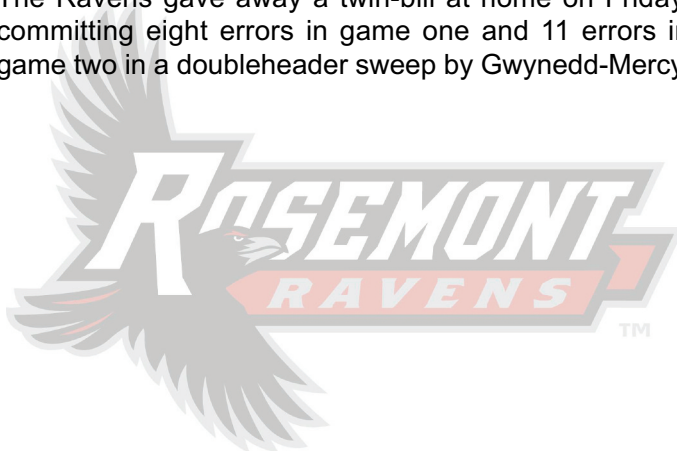 The Ravens gave away a twin-bill at home on Friday
committing eight errors in game one and 11 errors in
game two in a doubleheader sweep by Gwynedd-Mercy
ROSEMONT
RAVENS
TM